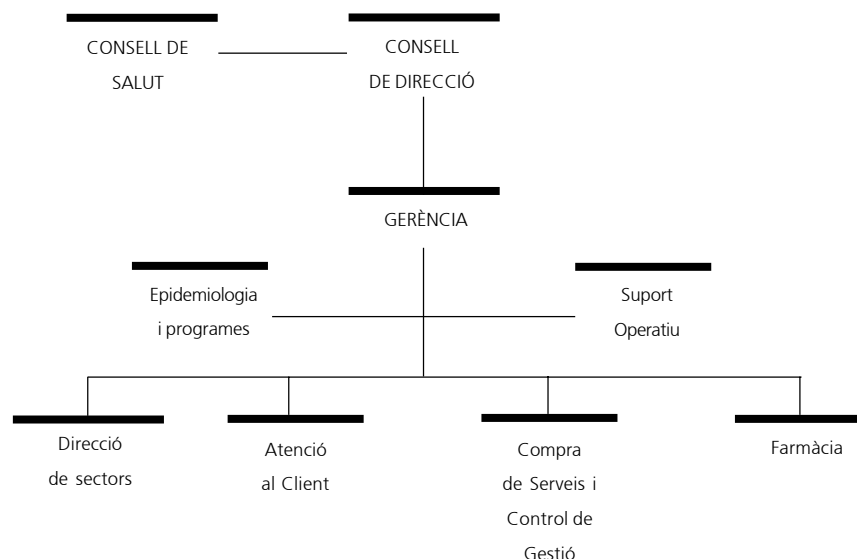 CONSELL DE
SALUT
CONSELL
DE DIRECCIÓ
GERÈNCIA
Epidemiologia
i programes
Suport
Operatiu
Direcció
de sectors
Atenció
al Client
Compra
de Serveis i
Control de
Gestió
Farmàcia